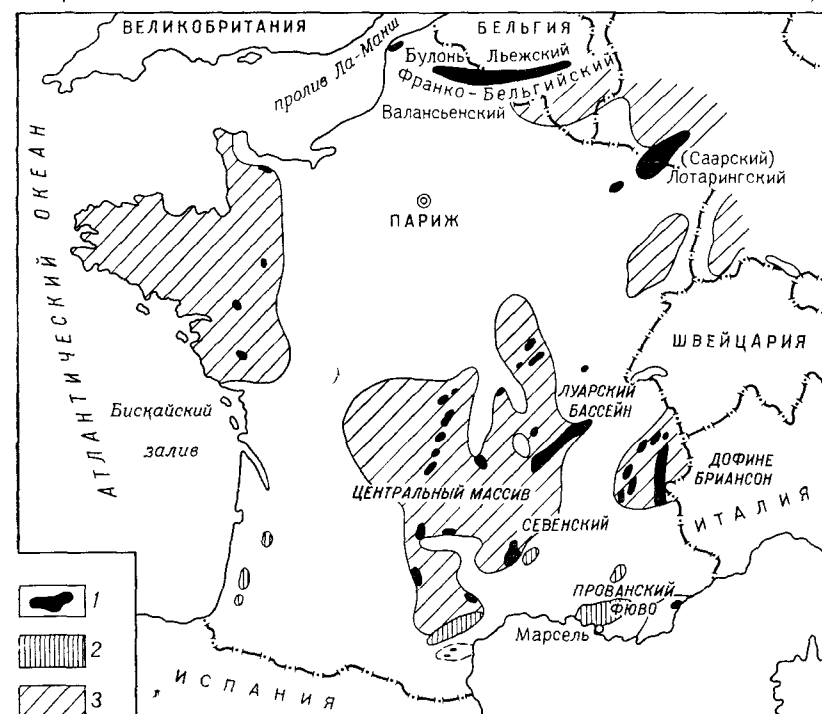 ВЕЛИКОБРИТАНИЯ
БЕЛЬГИЯ
пролив Ла-Манш
Булонь Льежский
Франко-Бельгийский
Валансьенский
(Саарский)
Лотарингский
АТЛАНТИЧЕСКИЙ ОКЕАН
ПАРИЖ
ШВЕЙЦАРИЯ
ЛУАРСКИЙ
БАССЕЙН
Бискайский
залив
ДОФИНЕ
БРИАНСОН
ЦЕНТРАЛЬНЫЙ МАССИВ
ИТАЛИЯ
СЕВЕНСКИЙ
ПРОВАНСКИЙ
ФЮВО
Марсель
ИСПАНИЯ
1
2
3